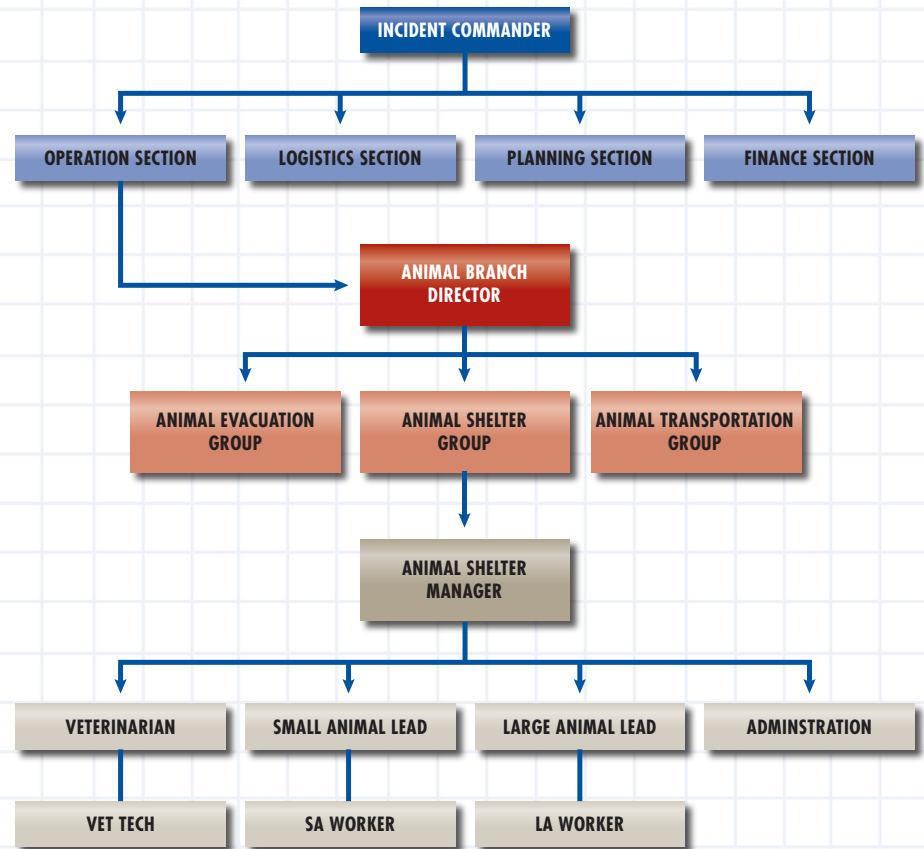 INCIDENT COMMANDER
OPERATION SECTION
LOGISTICS SECTION
PLANNING SECTION
FINANCE SECTION
ANIMAL BRANCH
DIRECTOR
ANIMAL EVACUATION
GROUP
ANIMAL SHELTER
GROUP
ANIMAL TRANSPORTATION
GROUP
ANIMAL SHELTER
MANAGER
VETERINARIAN
SMALL ANIMAL LEAD
LARGE ANIMAL LEAD
ADMINSTRATION
VET TECH
SA WORKER
LA WORKER